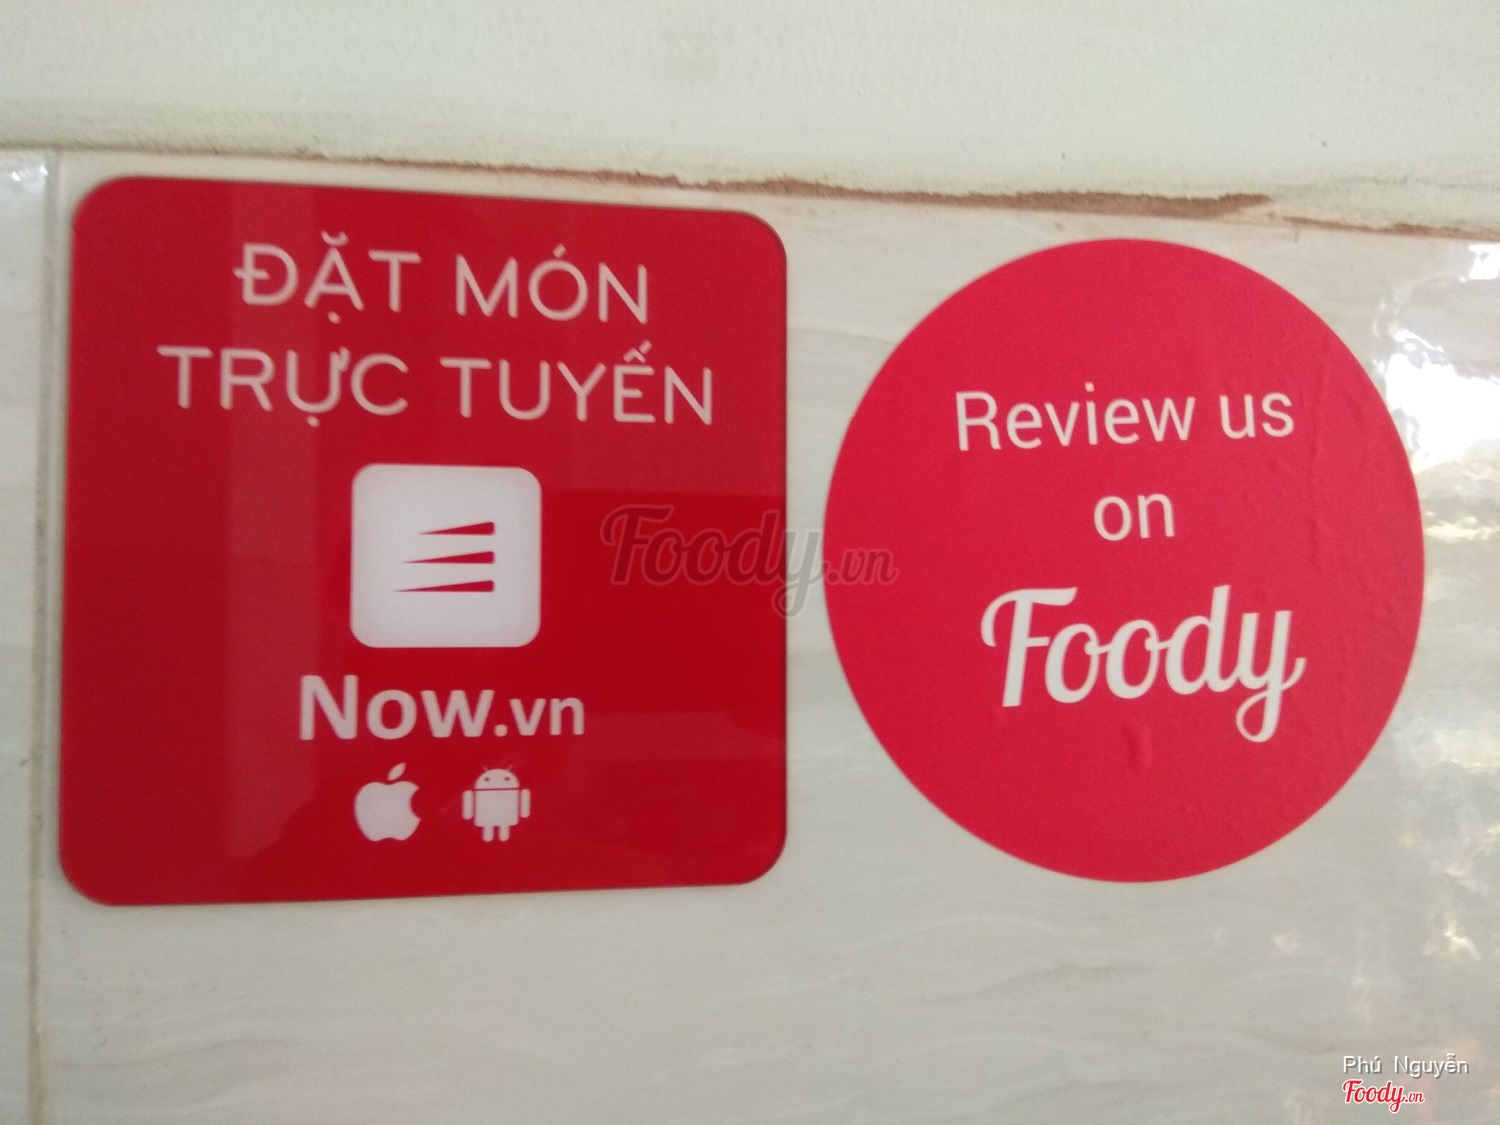 ĐẶT MÓN
TRỰC TUYẾN
Now.vn
Review us
on
Foody
Foody.vn
Phú Nguyễn
Foody.vn